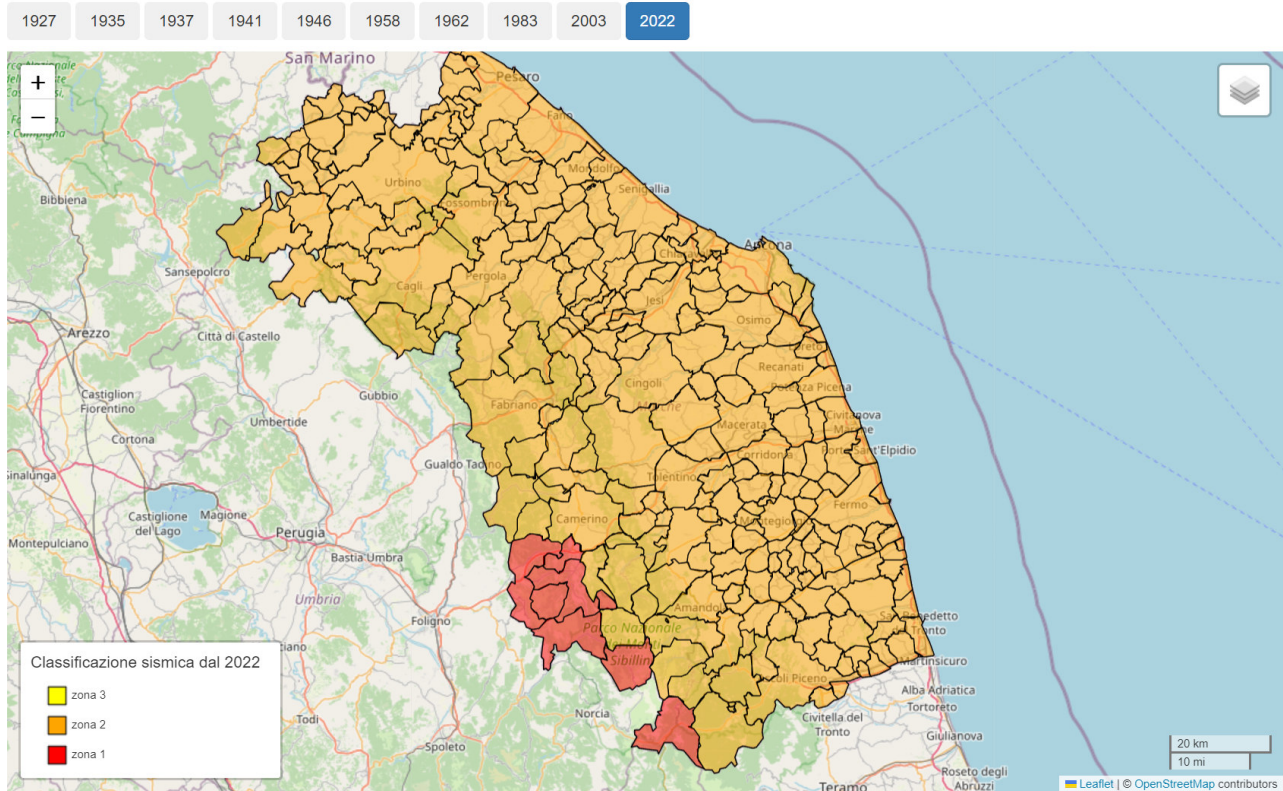 1927 1935 1937 1941 1946 1958 1962 1983 2003 2022
San Marino
+
−
Pesaro
Fano
Mondolfo
Urbino
Senigallia
Bibbiena
Fossombrone
Ancona
Sansepolcro
Pergola
Cagli
Jesi
Osimo
Arezzo
Città di Castello
Loreto
Recanati
Cingoli
Potenza Picena
Castiglion
Fiorentino
Gubbio
Fabriano
Marche
Civitanova
Marche
Umbertide
Macerata
Cortona
Corridonia
Porto Sant'Elpidio
Gualdo Tadino
Sinalunga
Tolentino
Fermo
Castiglione
del Lago
Magione
Camerino
Montegiorgio
Perugia
Montepulciano
Bastia Umbra
Umbria
Amandola
San Benedetto
del Tronto
Foligno
Parco Nazionale
dei Monti
Sibillini
Martinsicuro
Ascoli Piceno
Alba Adriatica
Tortoreto
Norcia
Civitella del
Tronto
Giulianova
Todi
Spoleto
Roseto degli
Abruzzi
Teramo
Classificazione sismica dal 2022
zona 3
zona 2
zona 1
20 km
10 mi
Leaflet | © OpenStreetMap contributors